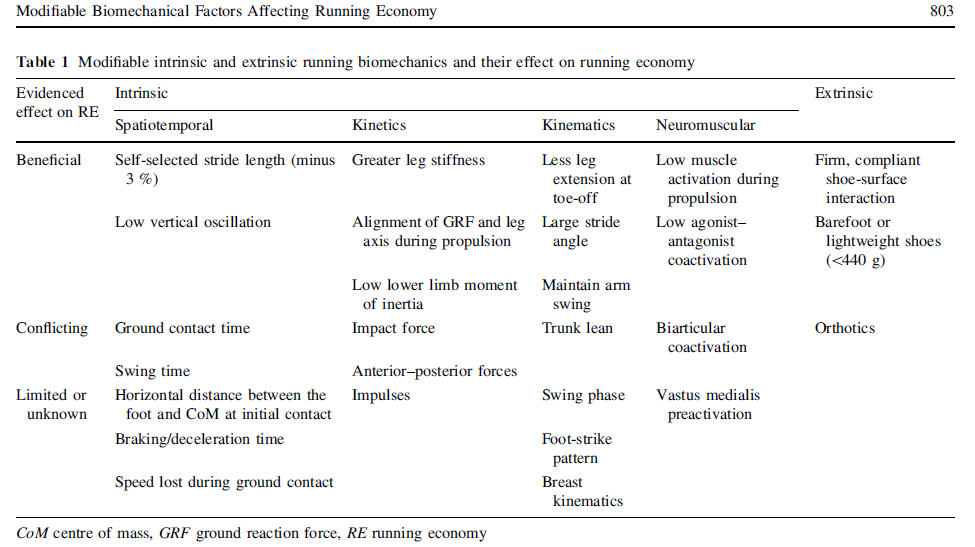 Modifiable Biomechanical Factors Affecting Running Economy 803
Table 1 Modifiable intrinsic and extrinsic running biomechanics and their effect on running economy
Evidenced Intrinsic Extrinsic
effect on RE
Spatiotemporal Kinetics Kinematics Neuromuscular
Beneficial Self-selected stride length (minus Greater leg stiffness Less leg Low muscle Firm, compliant
3 %) extension at activation during shoe-surface
toe-off propulsion interaction
Low vertical oscillation Alignment of GRF and leg Large stride Low agonist– Barefoot or
axis during propulsion angle antagonist lightweight shoes
coactivation (<440 g)
Low lower limb moment Maintain arm
of inertia swing
Conflicting Ground contact time Impact force Trunk lean Biarticular Orthotics
coactivation
Swing time Anterior–posterior forces
Limited or Horizontal distance between the Impulses Swing phase Vastus medialis
unknown foot and CoM at initial contact preactivation
Braking/deceleration time Foot-strike
pattern
Speed lost during ground contact Breast
kinematics
CoM centre of mass, GRF ground reaction force, RE running economy